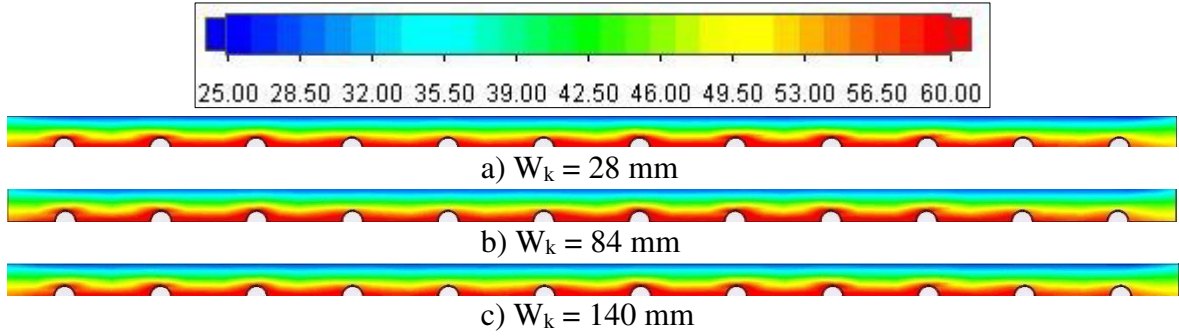 25.00 28.50 32.00 35.50 39.00 42.50 46.00 49.50 53.00 56.50 60.00
a) Wk = 28 mm
b) Wk = 84 mm
c) Wk = 140 mm